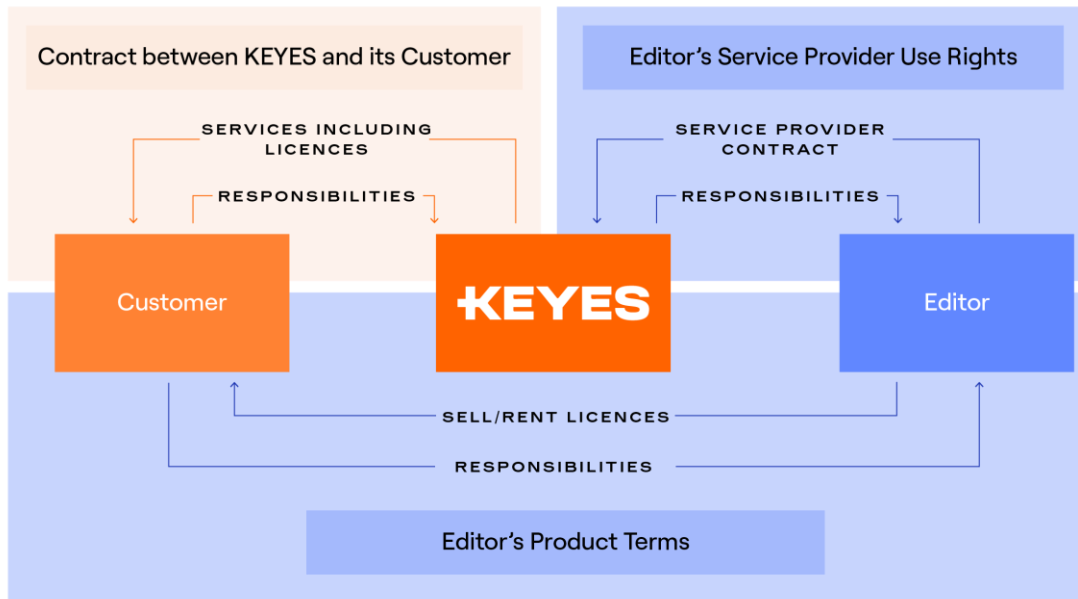 Contract between KEYES and its Customer
Editor's Service Provider Use Rights
SERVICES INCLUDING
LICENCES
SERVICE PROVIDER
CONTRACT
RESPONSIBILITIES
RESPONSIBILITIES
Customer
KEYES
Editor
SELL/RENT LICENCES
RESPONSIBILITIES
Editor's Product Terms